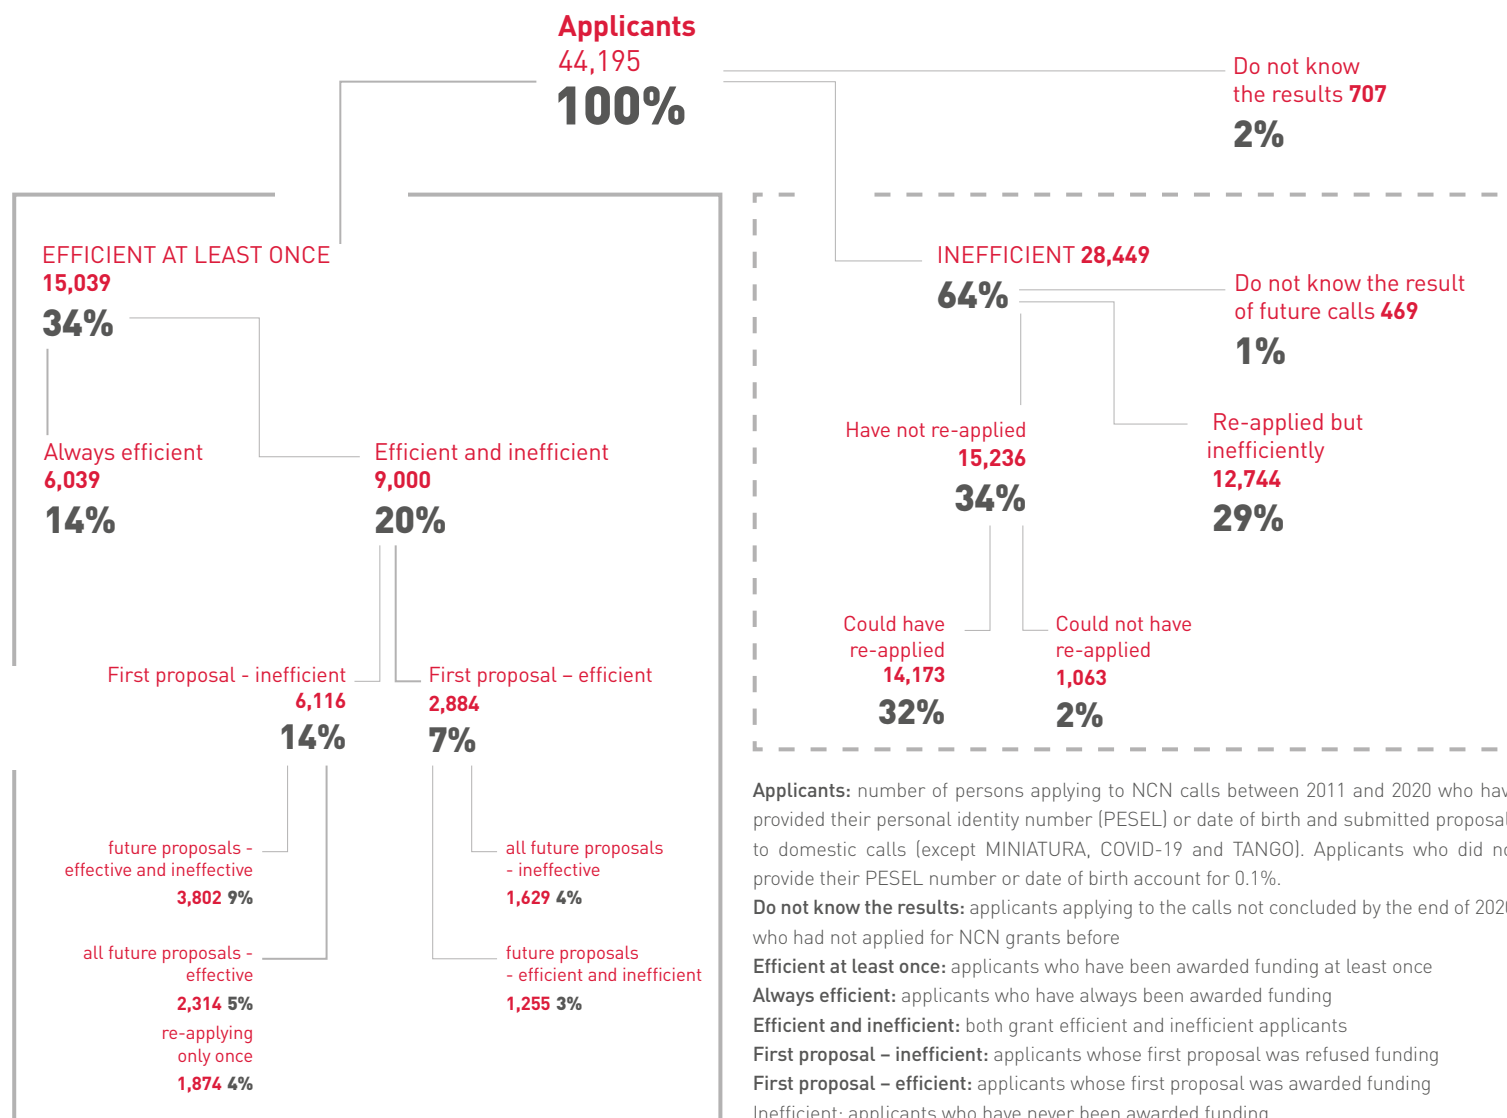 Applicants
44,195
100%
Do not know
the results 707
2%
EFFICIENT AT LEAST ONCE
15,039
34%
INEFFICIENT 28,449
64%
Do not know the result
of future calls 469
1%
Always efficient
6,039
14%
Efficient and inefficient
9,000
20%
Have not re-applied
15,236
34%
Re-applied but
inefficiently
12,744
29%
First proposal - inefficient
6,116
14%
First proposal – efficient
2,884
7%
Could have
re-applied
14,173
32%
Could not have
re-applied
1,063
2%
future proposals -
effective and ineffective
3,802 9%
all future proposals
- ineffective
1,629 4%
all future proposals -
effective
2,314 5%
re-applying
only once
1,874 4%
future proposals
- efficient and inefficient
1,255 3%
Applicants: number of persons applying to NCN calls between 2011 and 2020 who hav
provided their personal identity number (PESEL) or date of birth and submitted proposal
to domestic calls (except MINIATURA, COVID-19 and TANGO). Applicants who did no
provide their PESEL number or date of birth account for 0.1%.
Do not know the results: applicants applying to the calls not concluded by the end of 2020
who had not applied for NCN grants before
Efficient at least once: applicants who have been awarded funding at least once
Always efficient: applicants who have always been awarded funding
Efficient and inefficient: both grant efficient and inefficient applicants
First proposal – inefficient: applicants whose first proposal was refused funding
First proposal – efficient: applicants whose first proposal was awarded funding
Inefficient: applicants who have never been awarded funding